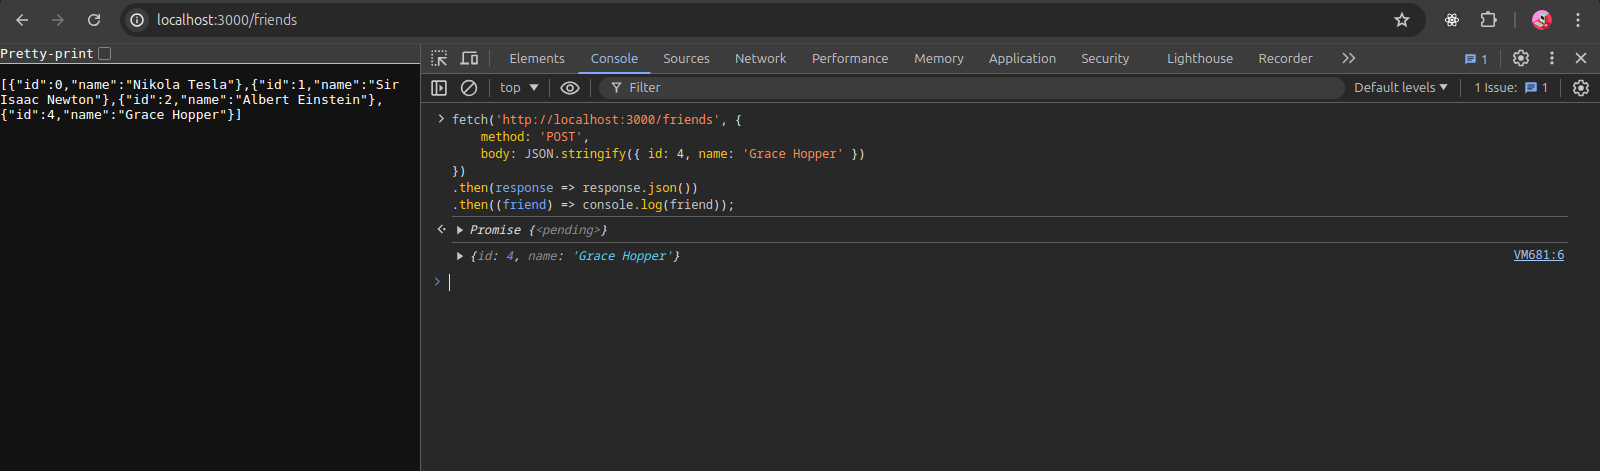 localhost:3000/friends
Pretty-print
[{"id":0,"name":"Nikola Tesla"},{"id":1,"name":"Sir
Isaac Newton"},{"id":2,"name":"Albert Einstein"},
{"id":4,"name":"Grace Hopper"}]
Elements Console Sources Network Performance Memory Application Security Lighthouse Recorder 1
top Filter Default levels 1 Issue: 1
fetch('http://localhost:3000/friends', {
    method: 'POST',
    body: JSON.stringify({ id: 4, name: 'Grace Hopper' })
})
.then(response => response.json())
.then((friend) => console.log(friend));
Promise {<pending>}
{id: 4, name: 'Grace Hopper'} VM681:6